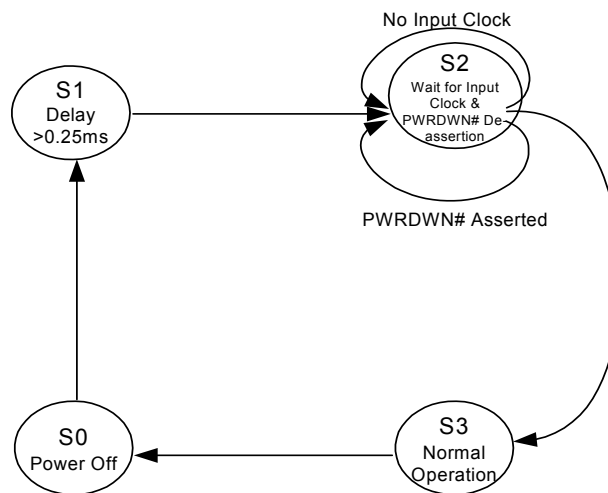 No Input Clock
S1
Delay
>0.25ms
S2
Wait for Input
Clock &
PWRDWN# De-
assertion
PWRDWN# Asserted
S0
Power Off
S3
Normal
Operation